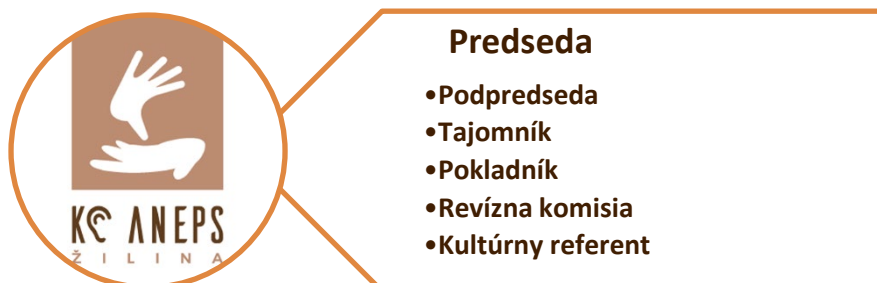 Predseda
•Podpredseda
•Tajomník
•Pokladník
•Revízna komisia
•Kultúrny referent
KC ANEPS
ŽILINA